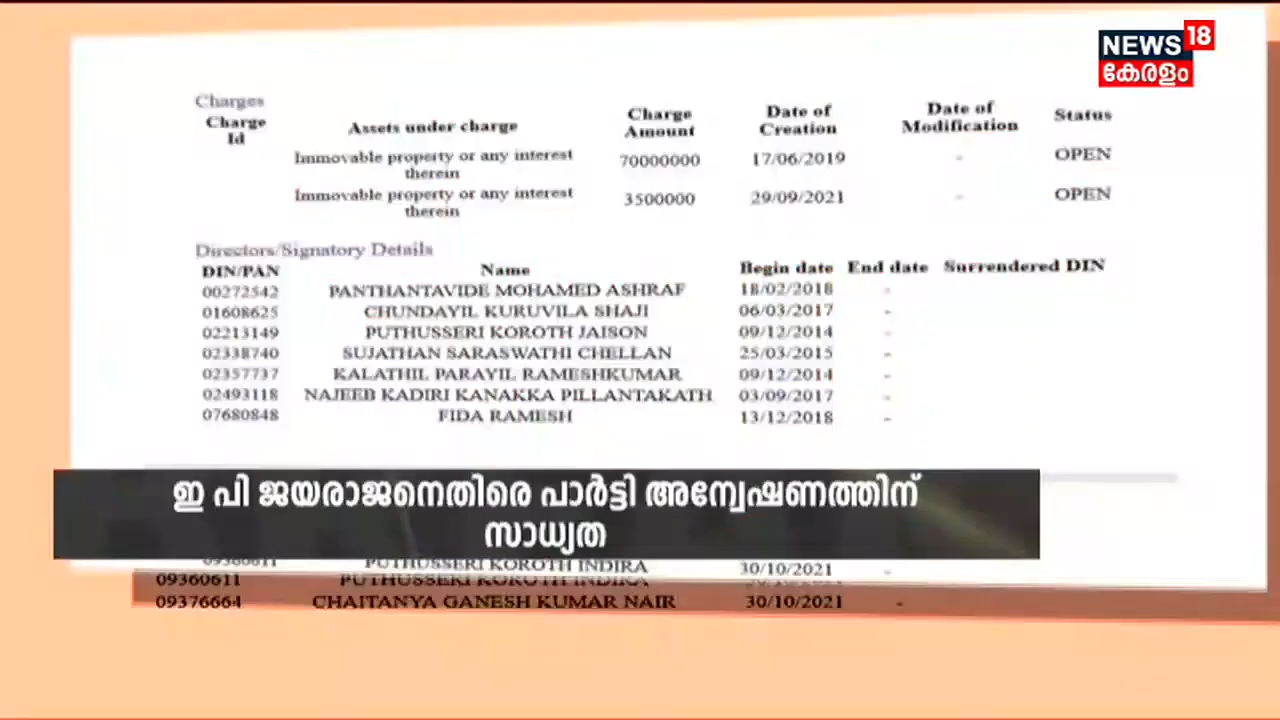 NEWS 18
കേരളം
Charges
Charge Id Assets under charge Charge Amount Date of Creation Date of Modification Status
Immovable property or any interest therein 70000000 17/06/2019 - OPEN
Immovable property or any interest therein 3500000 29/09/2021 - OPEN
Directors/Signatory Details
DIN/PAN Name Begin date End date Surrendered DIN
00272542 PANTHANTAVIDE MOHAMED ASHRAF 18/02/2018 -
01608625 CHUNDAYIL KURUVILA SHAJI 06/03/2017 -
02213149 PUTHUSSERI KOROTH JAISON 09/12/2014 -
02338740 SUJATHAN SARASWATHI CHELLAN 25/03/2015 -
02357737 KALATHIL PARAYIL RAMESHKUMAR 09/12/2014 -
02493118 NAJEEB KADIRI KANAKKA PILLANTAKATH 03/09/2017 -
07680848 FIDA RAMESH 13/12/2018 -
ഇ പി ജയരാജനെതിരെ പാർട്ടി അന്വേഷണത്തിന്
സാധ്യത
09360611 PUTHUSSERI KOROTH INDIRA 30/10/2021 -
09360611 PUTHUSSERI KOROTH INDIRA 30/10/2021
09376664 CHAITANYA GANESH KUMAR NAIR 30/10/2021 -